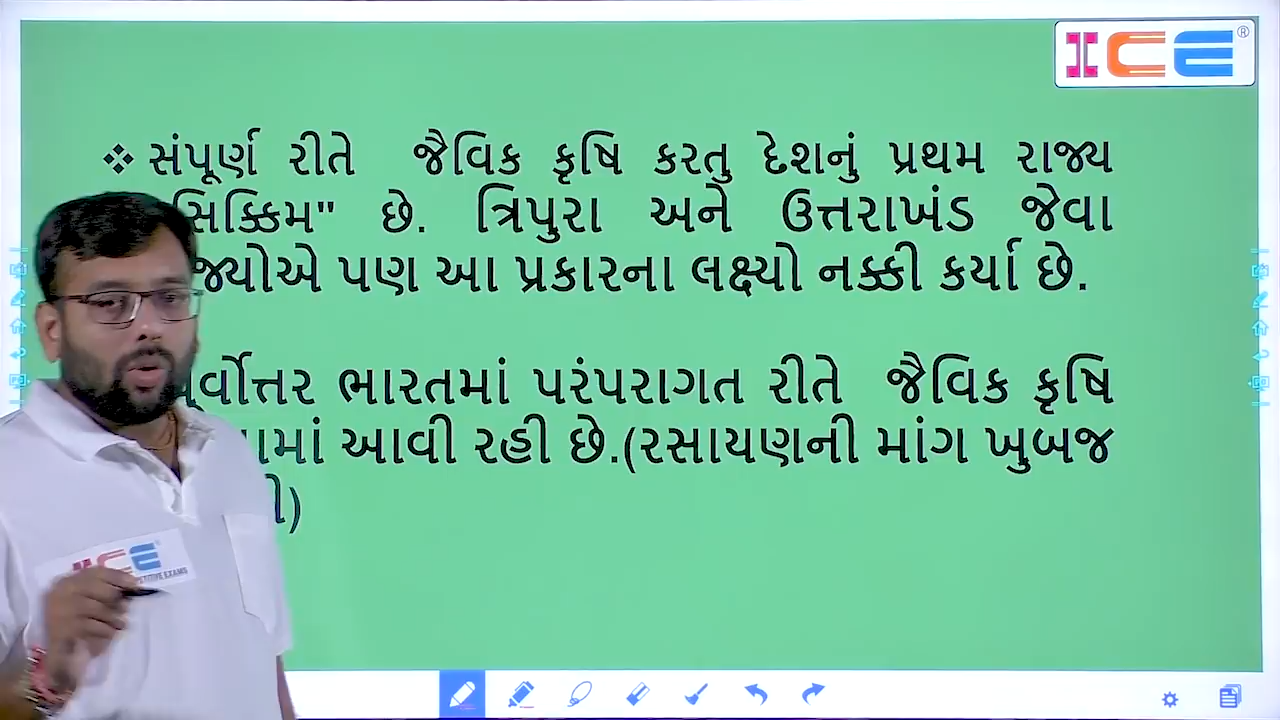 ICE®
❖ સંપૂર્ણ રીતે જૈવિક કૃષિ કરતુ દેશનું પ્રથમ રાજ્ય
સિક્કિમ" છે. ત્રિપુરા અને ઉત્તરાખંડ જેવા
જ્યોએ પણ આ પ્રકારના લક્ષ્યો નક્કી કર્યા છે.
ૂર્વોત્તર ભારતમાં પરંપરાગત રીતે જૈવિક કૃષિ
માં આવી રહી છે.(રસાયણની માંગ ખુબજ
ી)
ICE